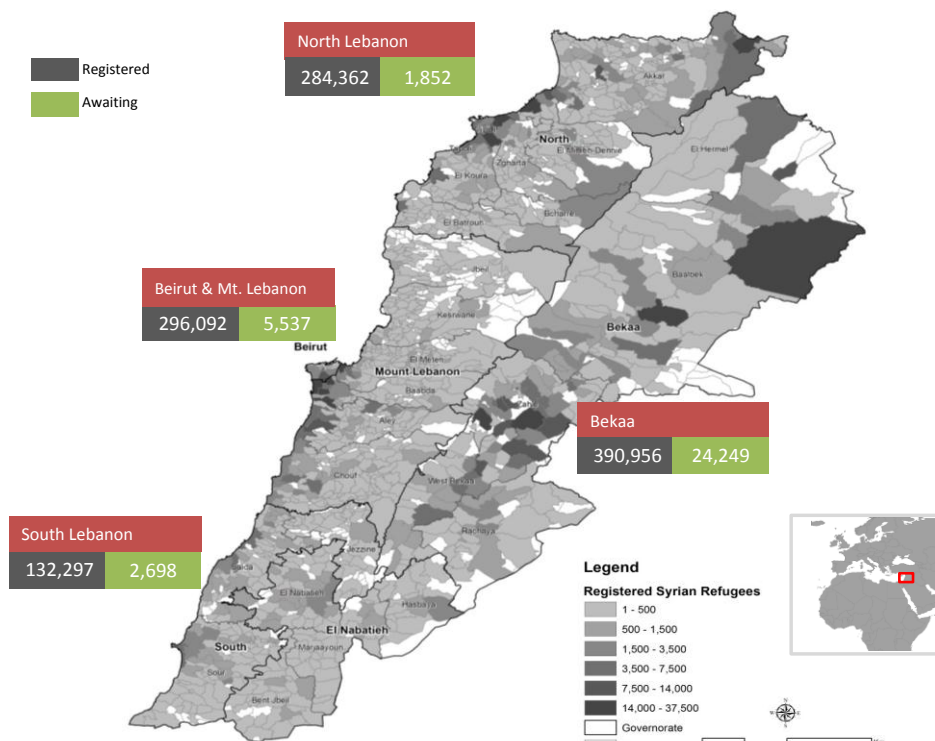 North Lebanon
284,362 1,852
Registered
Awaiting
Akkar
North
El Minieh-Dennie
El Hermel
Zgharta
El Koura
Bcharre
El Batroun
Jbeil
Baalbek
Beirut & Mt. Lebanon
296,092 5,537
Kesrwane
Bekaa
Beirut
El Meten
Mount Lebanon
Baabda
Zahle
Aley
Bekaa
390,956 24,249
Chouf
West Bekaa
Rachaya
South Lebanon
132,297 2,698
Jezzine
Saida
El Nabatieh
Hasbaya
El Nabatieh
South
Marjaayoun
Sour
Bent Jbeil
Legend
Registered Syrian Refugees
1 - 500
500 - 1,500
1,500 - 3,500
3,500 - 7,500
7,500 - 14,000
14,000 - 37,500
Governorate